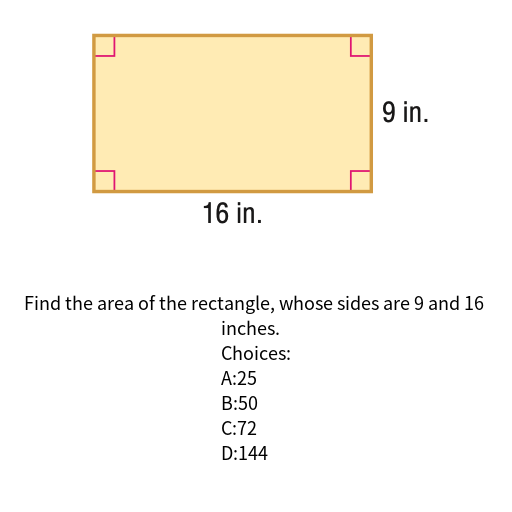 9 in.
16 in.
Find the area of the rectangle, whose sides are 9 and 16
inches.
Choices:
A:25
B:50
C:72
D:144